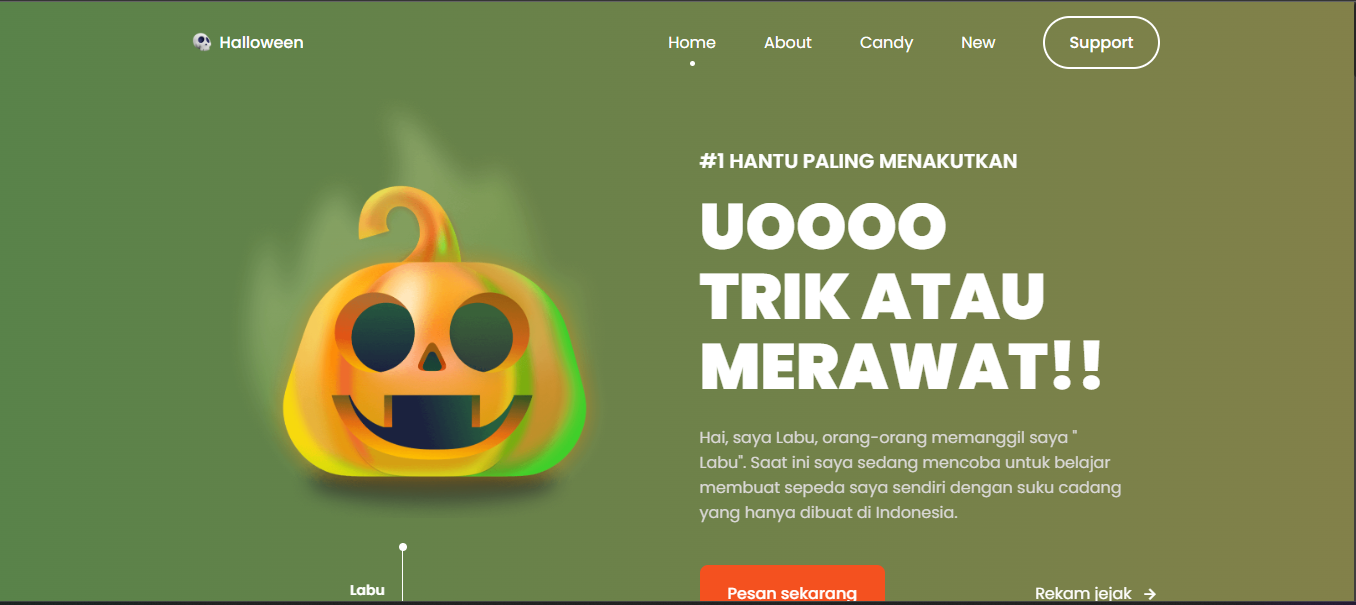 Halloween
Home
About
Candy
New
Support
#1 HANTU PALING MENAKUTKAN
UOOOO
TRIK ATAU
MERAWAT!!
Hai, saya Labu, orang-orang memanggil saya "
Labu". Saat ini saya sedang mencoba untuk belajar
membuat sepeda saya sendiri dengan suku cadang
yang hanya dibuat di Indonesia.
Labu
Pesan sekarang
Rekam jejak →